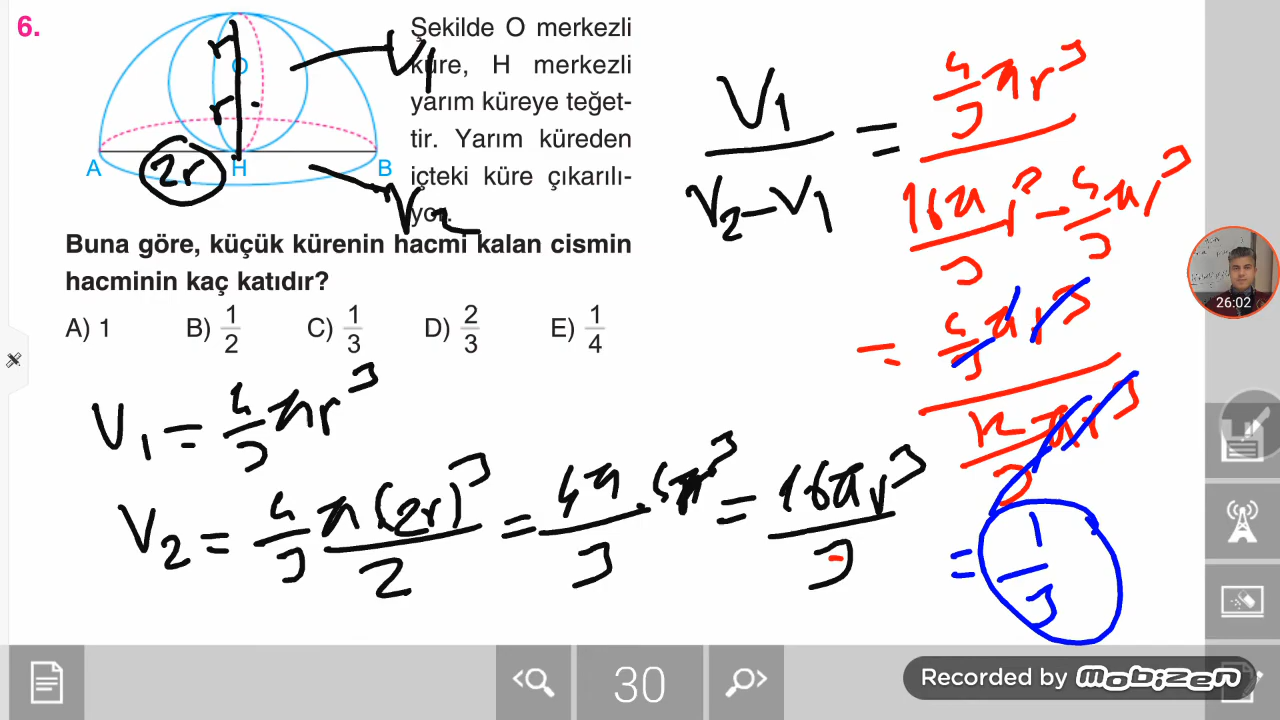 6.
Şekilde O merkezli
küre, H merkezli
yarım küreye teğet-
tir. Yarım küreden
içteki küre çıkarılı-
yor.
r
O
r
V₁
A
2r
H
B
V₂
Buna göre, küçük kürenin hacmi kalan cismin
hacminin kaç katıdır?
A) 1 B) 1/2 C) 1/3 D) 2/3 E) 1/4
V₁ = 4/3 πr³
V₂ = 4/3 π(2r)³/2 = 4π/3 . 4r³ = 16πr³/3
V₁/(V₂-V₁) = (4/3 πr³)/(16π/3 r³ - 4/3 πr³)
= (4/3 πr³)/(12/3 πr³)
= 1/3
26:02
30
Recorded by mobizen